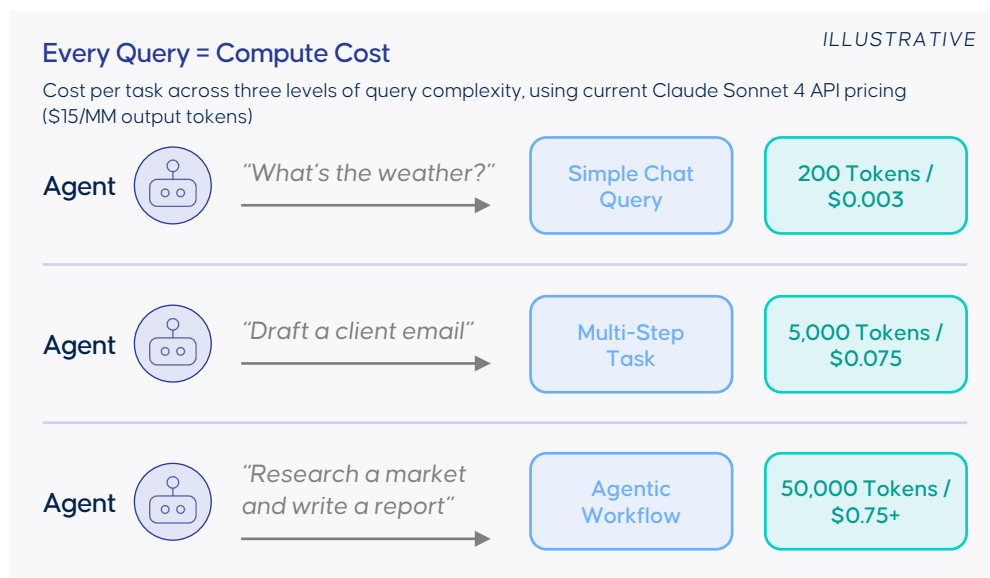 ILLUSTRATIVE
Every Query = Compute Cost
Cost per task across three levels of query complexity, using current Claude Sonnet 4 API pricing
($15/MM output tokens)
Agent
“What’s the weather?”
Simple Chat
Query
200 Tokens /
$0.003
Agent
“Draft a client email”
Multi-Step
Task
5,000 Tokens /
$0.075
Agent
“Research a market
and write a report”
Agentic
Workflow
50,000 Tokens /
$0.75+